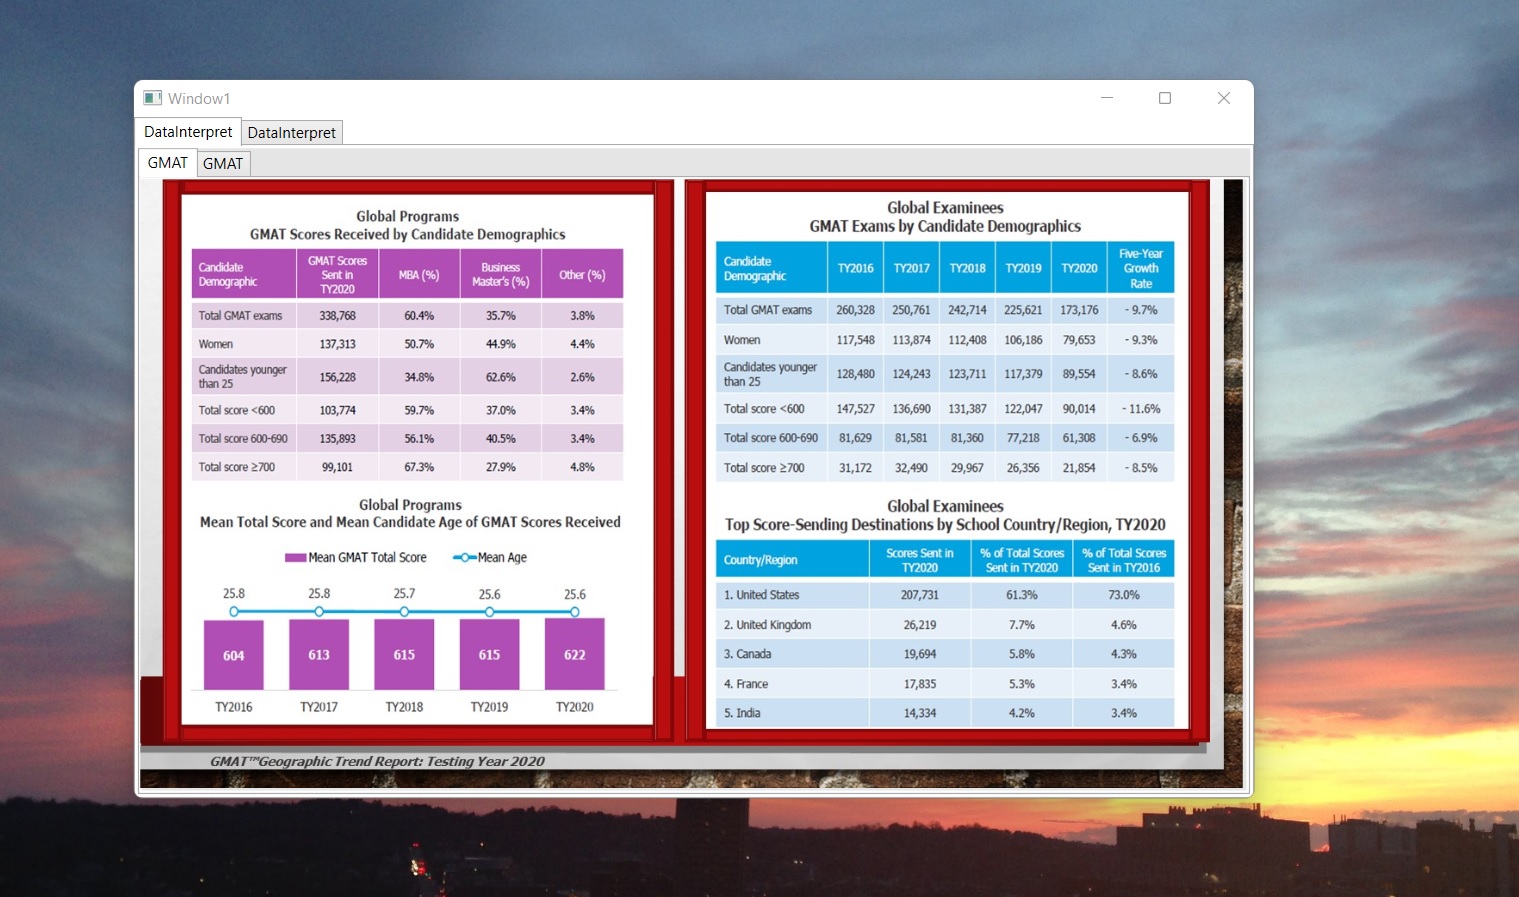 Window1
DataInterpret DataInterpret
GMAT GMAT
Global Programs
GMAT Scores Received by Candidate Demographics
Candidate Demographic GMAT Scores Sent in TY2020 MBA (%) Business Master's (%) Other (%)
Total GMAT exams 338,768 60.4% 35.7% 3.8%
Women 137,313 50.7% 44.9% 4.4%
Candidates younger than 25 156,228 34.8% 62.6% 2.6%
Total score <600 103,774 59.7% 37.0% 3.4%
Total score 600-690 135,893 56.1% 40.5% 3.4%
Total score ≥700 99,101 67.3% 27.9% 4.8%
Global Programs
Mean Total Score and Mean Candidate Age of GMAT Scores Received
Mean GMAT Total Score Mean Age
25.8 25.8 25.7 25.6 25.6
604 613 615 615 622
TY2016 TY2017 TY2018 TY2019 TY2020
Global Examinees
GMAT Exams by Candidate Demographics
Candidate Demographic TY2016 TY2017 TY2018 TY2019 TY2020 Five-Year Growth Rate
Total GMAT exams 260,328 250,761 242,714 225,621 173,176 - 9.7%
Women 117,548 113,874 112,408 106,186 79,653 - 9.3%
Candidates younger than 25 128,480 124,243 123,711 117,379 89,554 - 8.6%
Total score <600 147,527 136,690 131,387 122,047 90,014 - 11.6%
Total score 600-690 81,629 81,581 81,360 77,218 61,308 - 6.9%
Total score ≥700 31,172 32,490 29,967 26,356 21,854 - 8.5%
Global Examinees
Top Score-Sending Destinations by School Country/Region, TY2020
Country/Region Scores Sent in TY2020 % of Total Scores Sent in TY2020 % of Total Scores Sent in TY2016
1. United States 207,731 61.3% 73.0%
2. United Kingdom 26,219 7.7% 4.6%
3. Canada 19,694 5.8% 4.3%
4. France 17,835 5.3% 3.4%
5. India 14,334 4.2% 3.4%
GMAT™Geographic Trend Report: Testing Year 2020